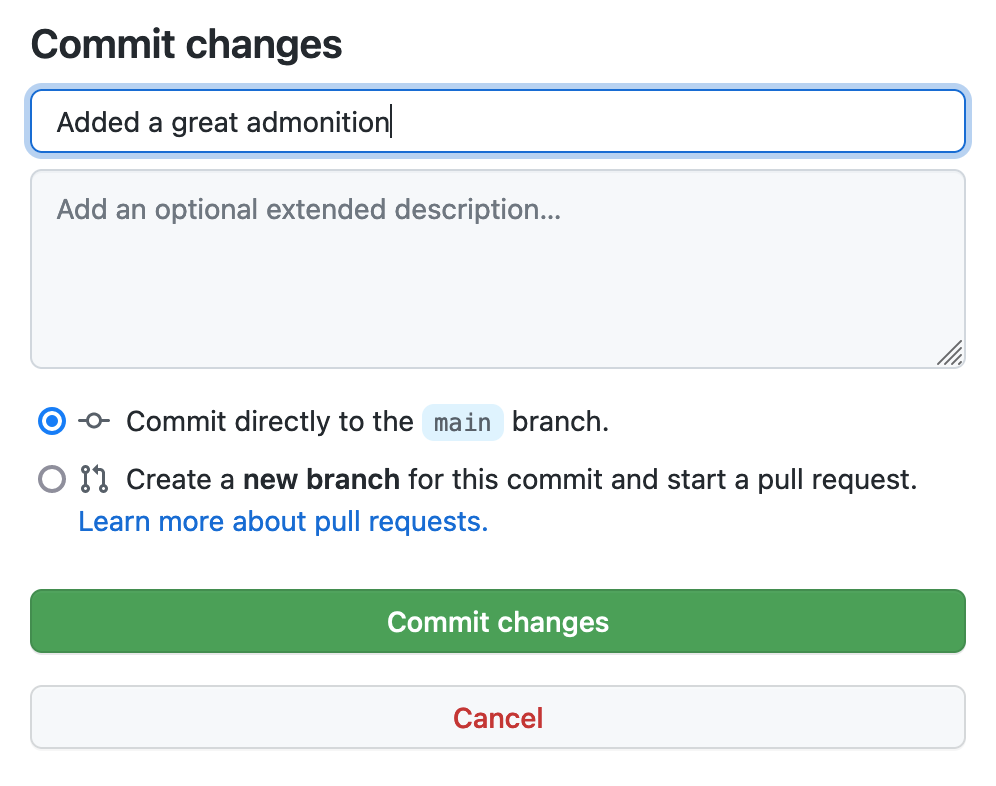 Commit changes
Added a great admonition
Add an optional extended description...
Commit directly to the main branch.
Create a new branch for this commit and start a pull request.
Learn more about pull requests.
Commit changes
Cancel